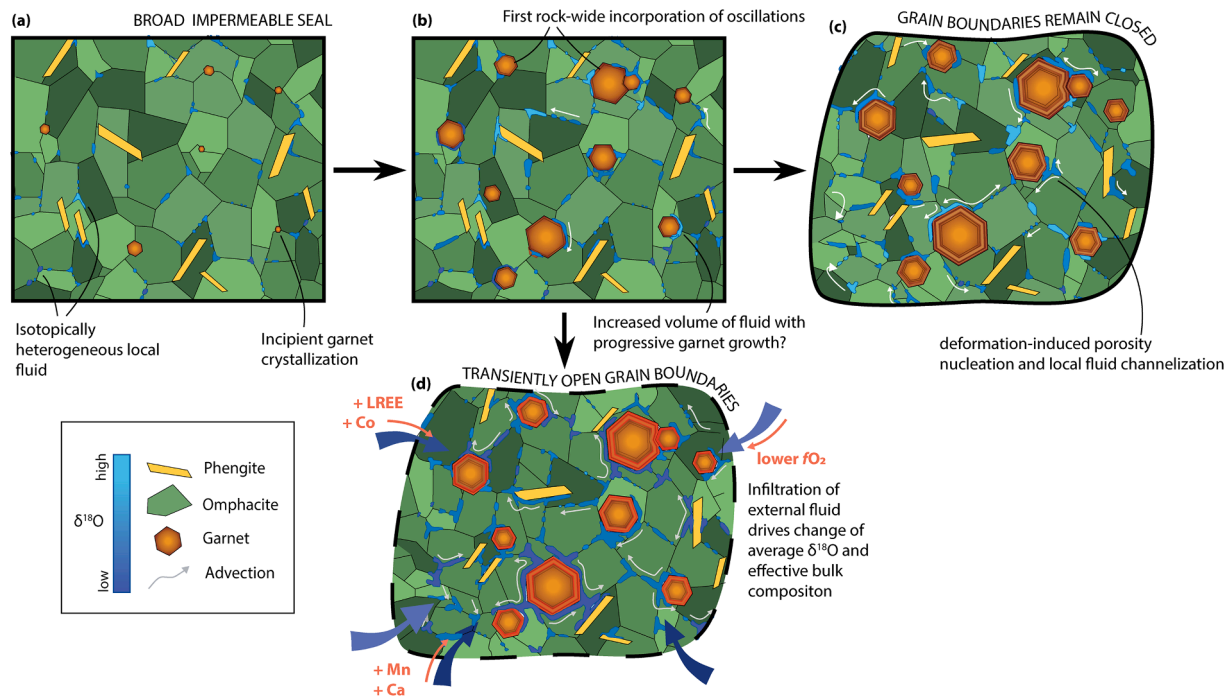 (a)
BROAD IMPERMEABLE SEAL
(b)
First rock-wide incorporation of oscillations
(c)
GRAIN BOUNDARIES REMAIN CLOSED
Isotopically
heterogeneous local
fluid
Incipient garnet
crystallization
Increased volume of fluid with
progressive garnet growth?
deformation-induced porosity
nucleation and local fluid channelization
(d)
TRANSIENTLY OPEN GRAIN BOUNDARIES
+ LREE
+ Co
lower fO₂
Infiltration of
external fluid
drives change of
average δ¹⁸O and
effective bulk
compositon
+ Mn
+ Ca
high
δ¹⁸O
low
Phengite
Omphacite
Garnet
Advection